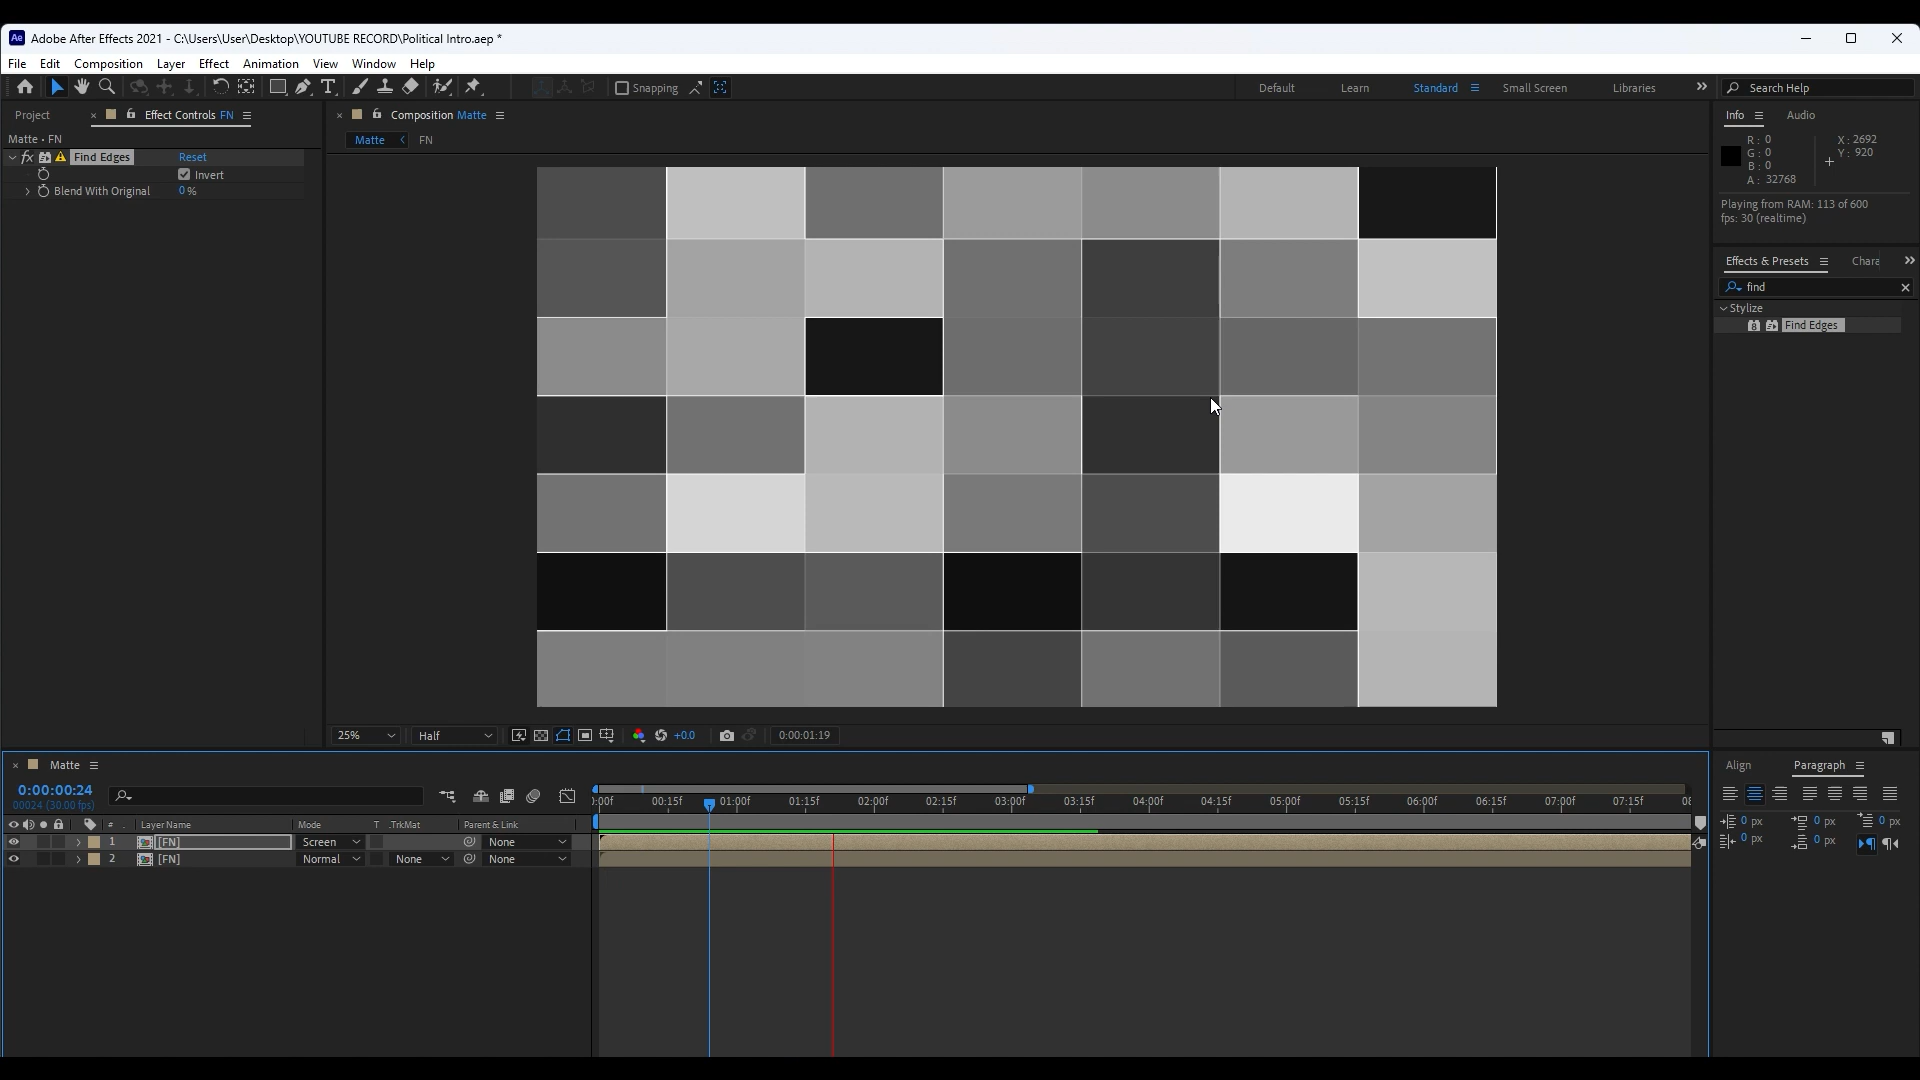 Adobe After Effects 2021 - C:\Users\User\Desktop\YOUTUBE RECORD\Political Intro.aep *
File Edit Composition Layer Effect Animation View Window Help
Snapping Default Learn Standard Small Screen Libraries Search Help
Project Effect Controls FN
Composition Matte
Info Audio
Matte • FN
Matte FN
R: 0 X: 2692
G: 0 Y: 920
B: 0
A: 32768
fx Find Edges Reset
Invert
Blend With Original 0 %
Playing from RAM: 113 of 600
fps: 30 (realtime)
Effects & Presets Chara
find
Stylize
Find Edges
25% Half +0.0 0:00:01:19
Matte
Align Paragraph
0:00:00:24
00024 (30.00 fps)
):00f 00:15f 01:00f 01:15f 02:00f 02:15f 03:00f 03:15f 04:00f 04:15f 05:00f 05:15f 06:00f 06:15f 07:00f 07:15f 08
# Layer Name Mode T .TrkMat Parent & Link
1 [FN] Screen None
2 [FN] Normal None None
0 px 0 px 0 px
0 px 0 px